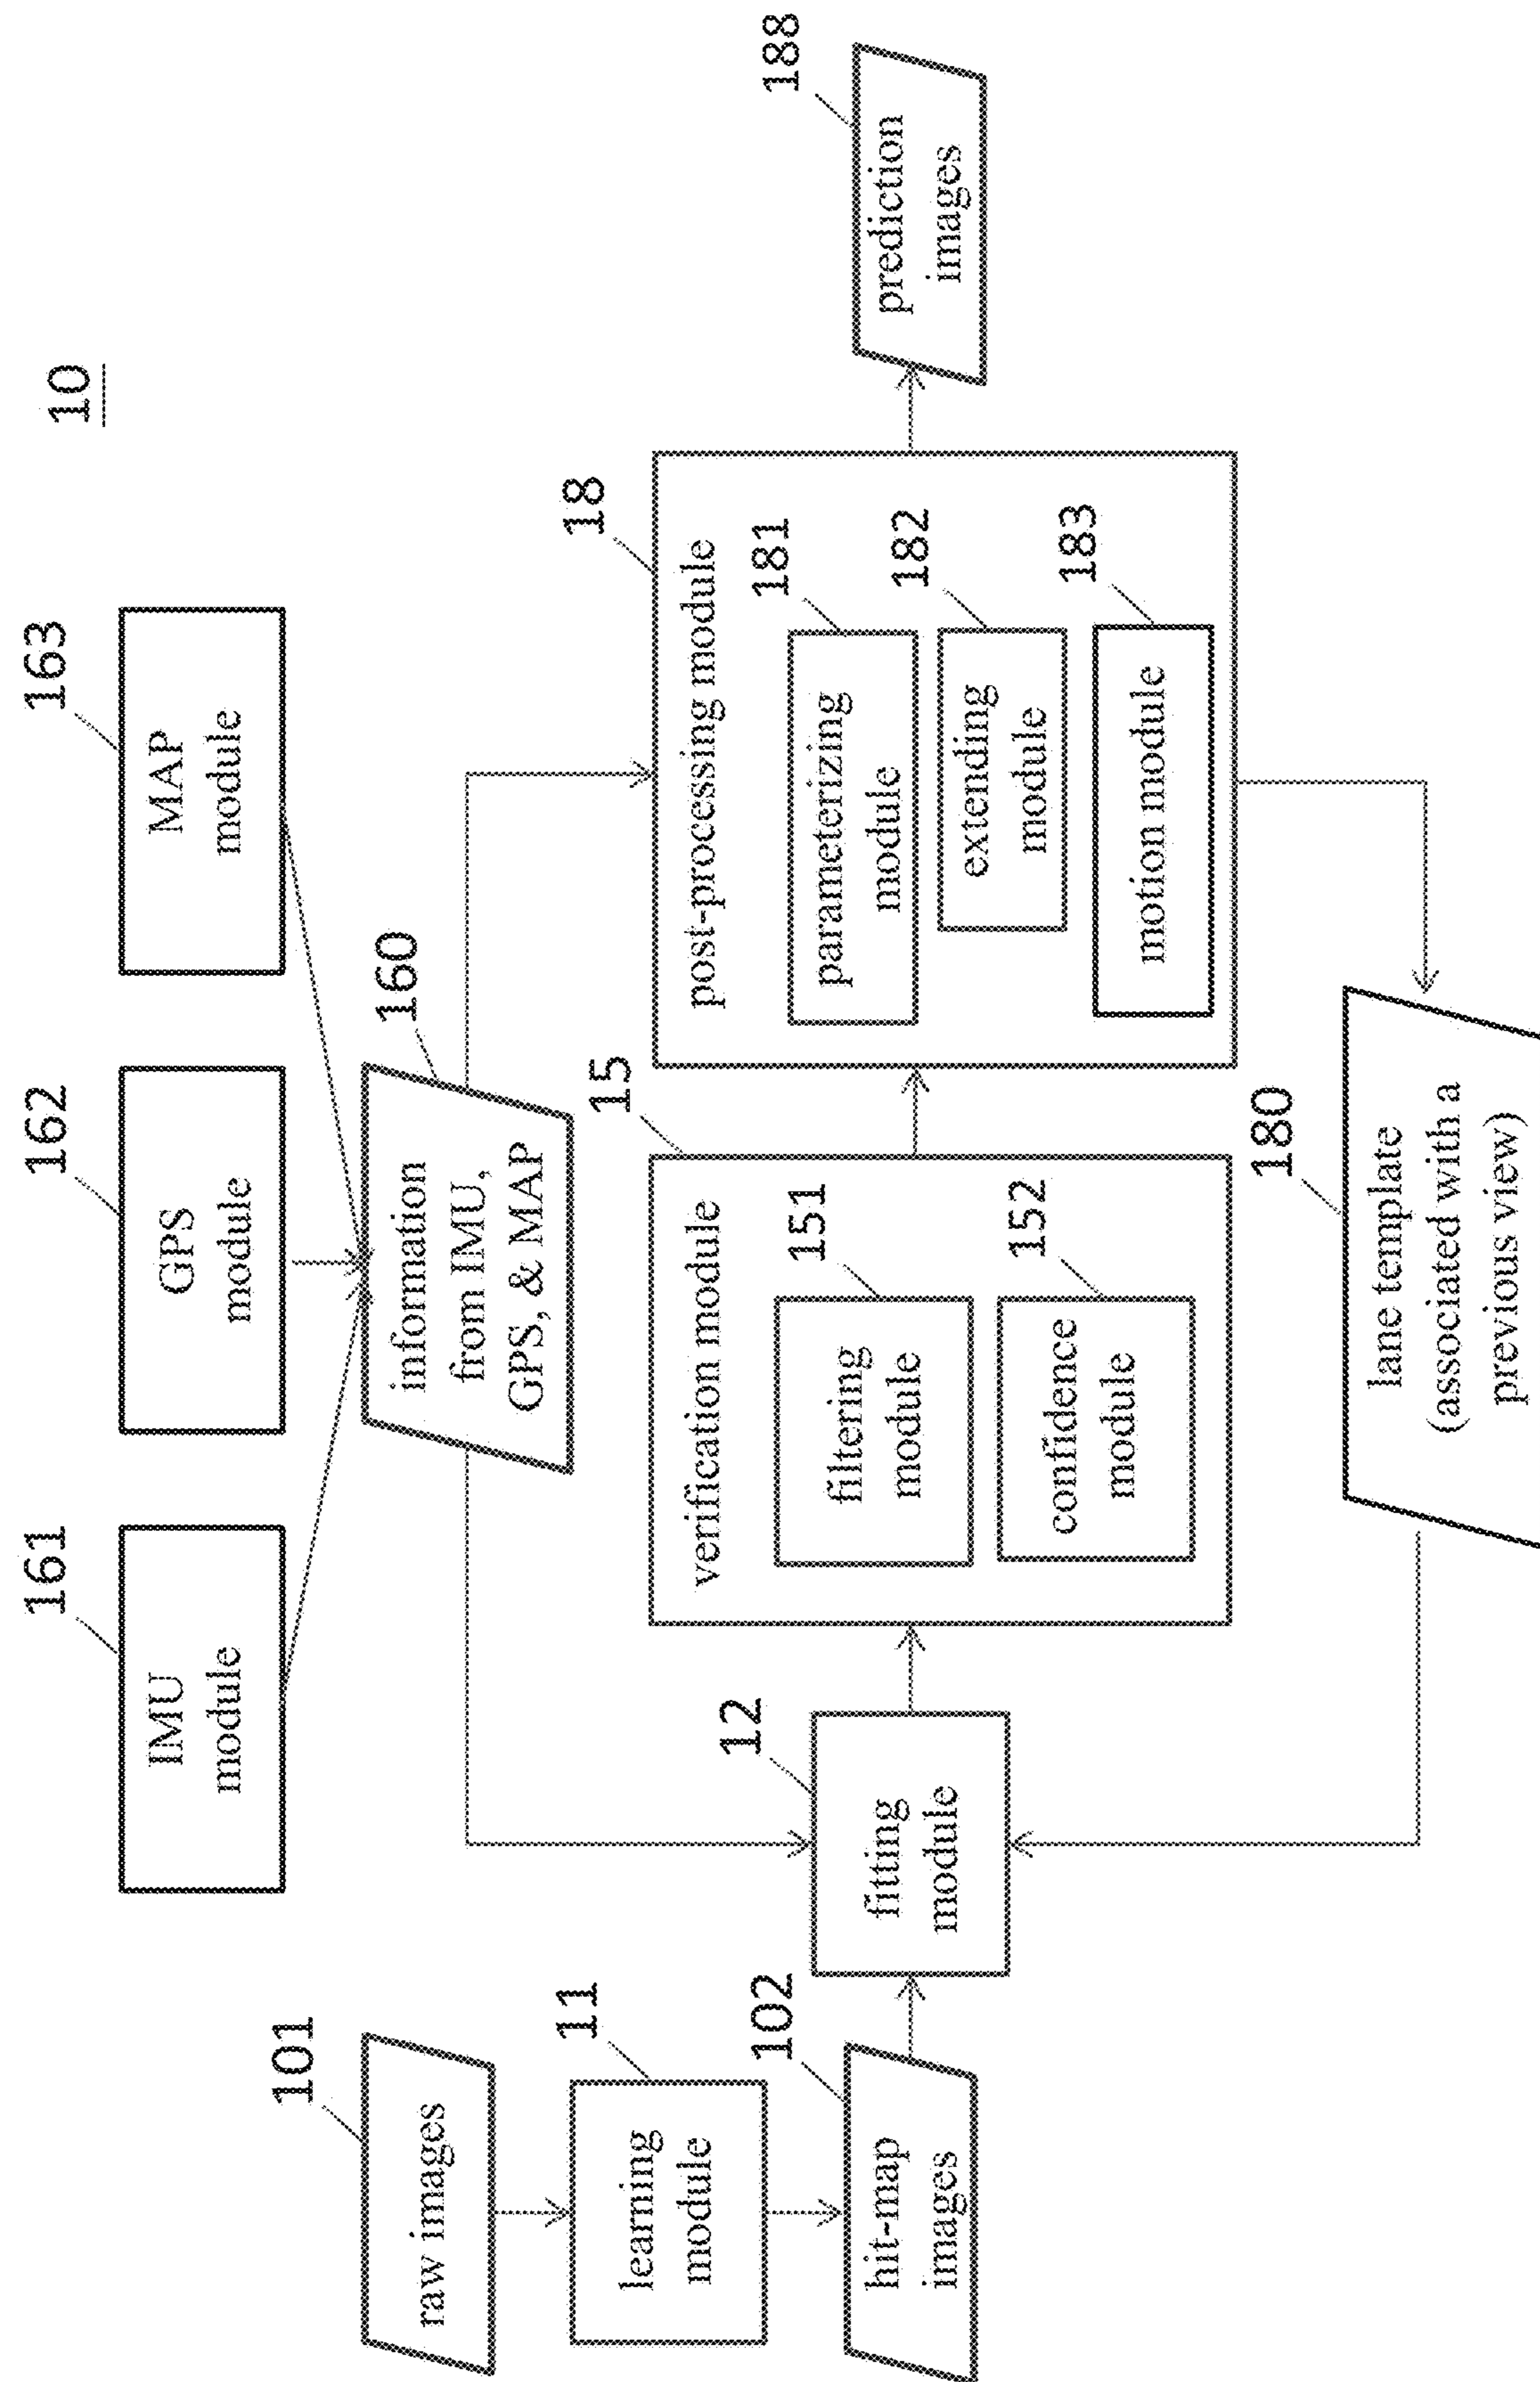 10
161
IMU
module
162
GPS
module
163
MAP
module
160
information
from IMU,
GPS, & MAP
101
raw images
11
learning
module
102
hit-map
images
12
fitting
module
15
verification module
151
filtering
module
152
confidence
module
18
post-processing module
181
parameterizing
module
182
extending
module
183
motion module
188
prediction
images
180
lane template
(associated with a
previous view)